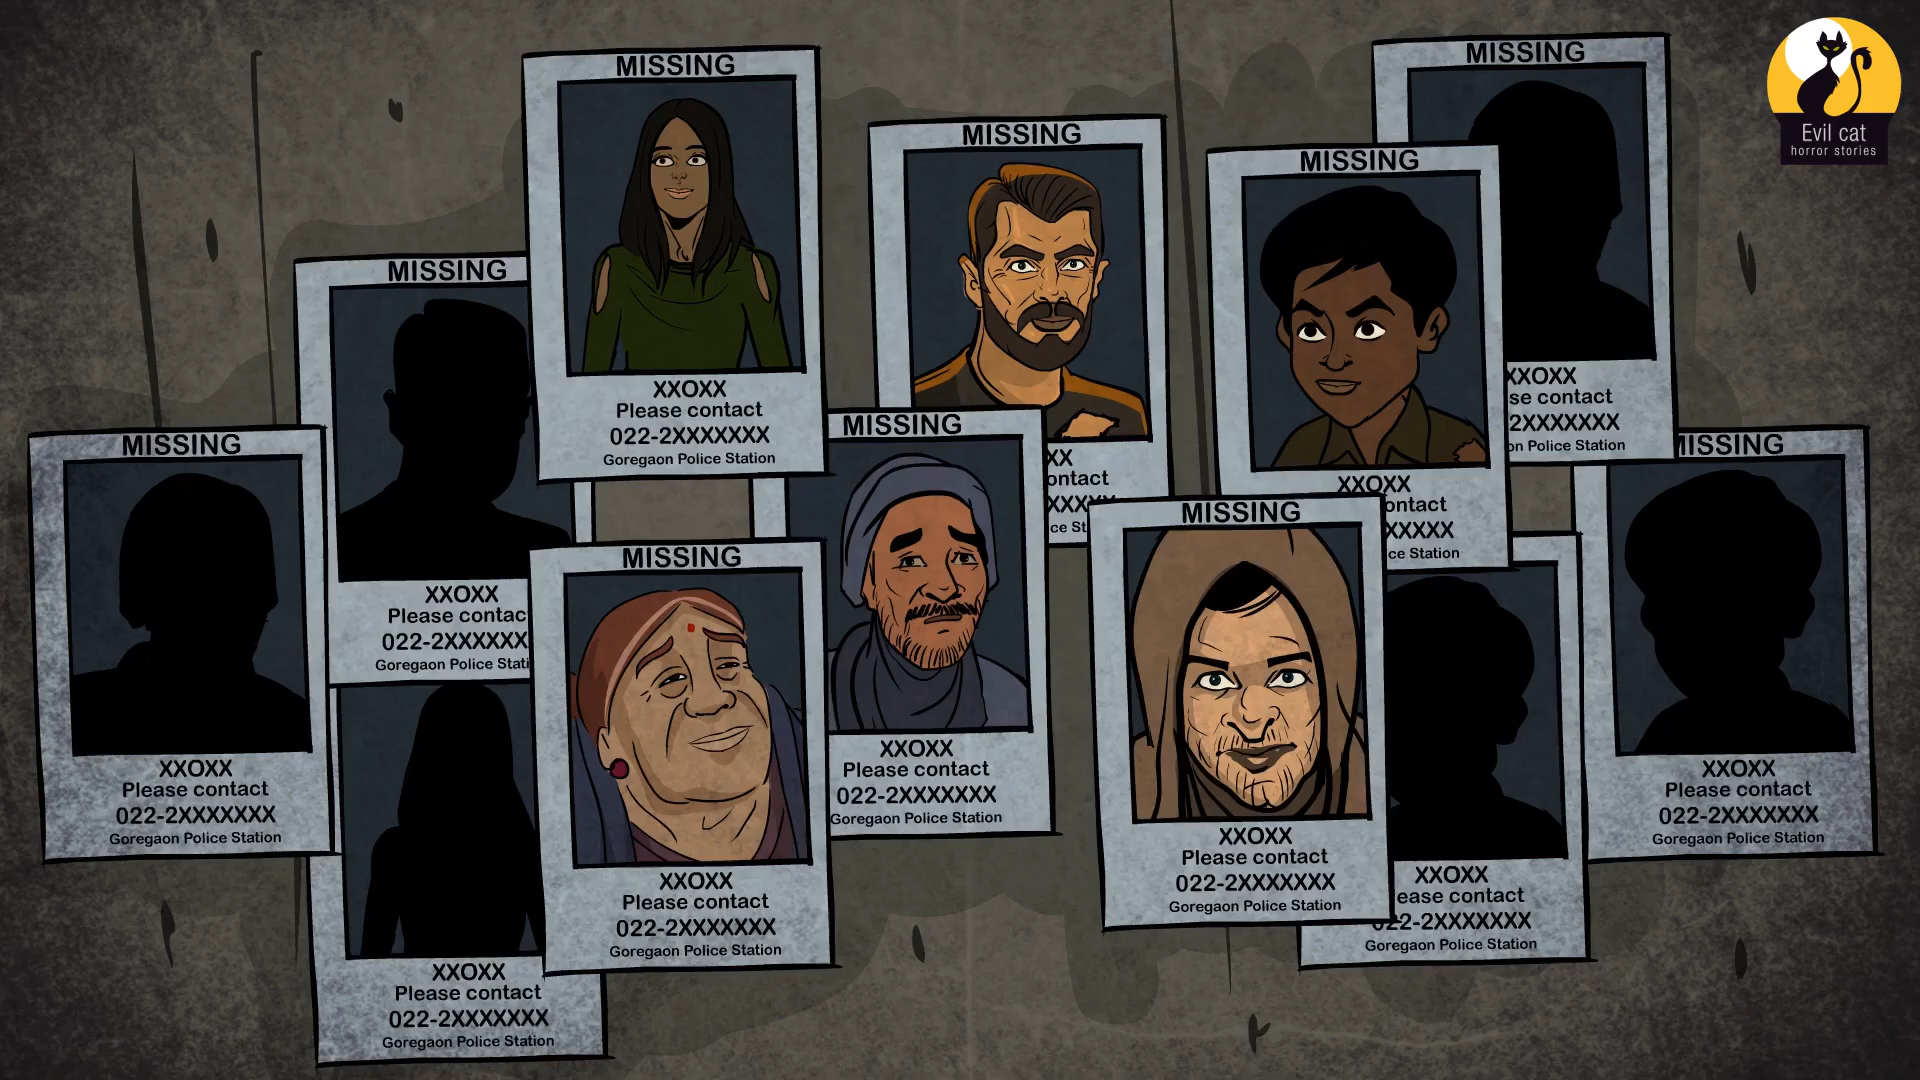 MISSING
XXOXX
Please contact
022-2XXXXXXX
Goregaon Police Station
MISSING
XX
ontact
XXXX
ce St
MISSING
XXOXX
ontact
XXXXX
ce Station
MISSING
XXOXX
se contact
2XXXXXXX
on Police Station
Evil cat
horror stories
MISSING
XXOXX
Please contac
022-2XXXXXX
Goregaon Police Stati
MISSING
XXOXX
Please contact
022-2XXXXXXX
Goregaon Police Station
MISSING
XXOXX
Please contact
022-2XXXXXXX
Goregaon Police Station
MISSING
XXOXX
Please contact
022-2XXXXXXX
Goregaon Police Station
MISSING
XXOXX
Please contact
022-2XXXXXXX
Goregaon Police Station
MISSING
XXOXX
Please contact
022-2XXXXXXX
Goregaon Police Station
XXOXX
Please contact
022-2XXXXXXX
Goregaon Police Station
XXOXX
ease contact
022-2XXXXXXX
Goregaon Police Station